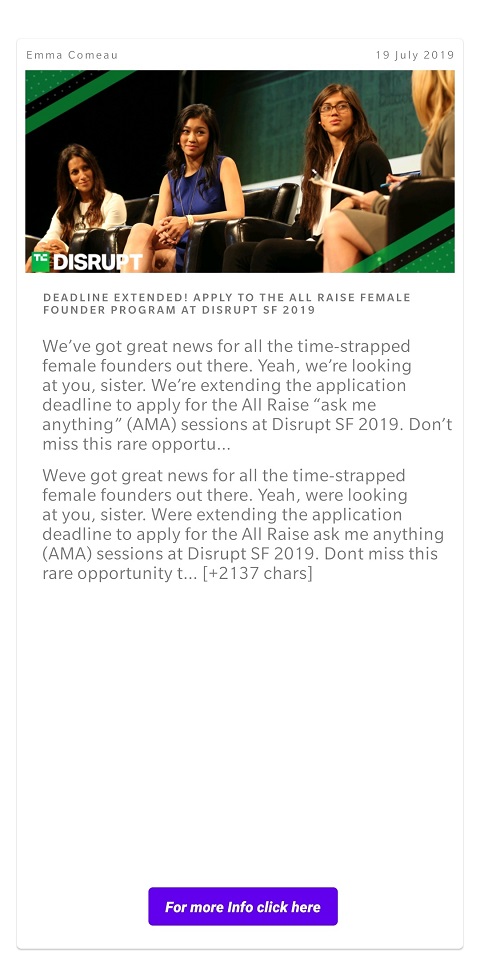 Emma Comeau
19 July 2019
TC DISRUPT
DEADLINE EXTENDED! APPLY TO THE ALL RAISE FEMALE
FOUNDER PROGRAM AT DISRUPT SF 2019
We’ve got great news for all the time-strapped
female founders out there. Yeah, we’re looking
at you, sister. We’re extending the application
deadline to apply for the All Raise “ask me
anything” (AMA) sessions at Disrupt SF 2019. Don’t
miss this rare opportu...
Weve got great news for all the time-strapped
female founders out there. Yeah, were looking
at you, sister. Were extending the application
deadline to apply for the All Raise ask me anything
(AMA) sessions at Disrupt SF 2019. Dont miss this
rare opportunity t... [+2137 chars]
For more Info click here